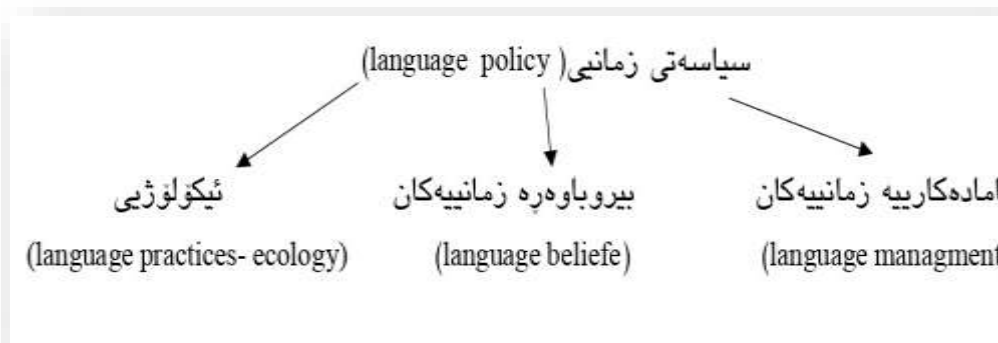 سیاسەتی زمانیی( language policy)
امادەکارییە زمانییەکان بیروباوەڕە زمانییەکان ئیکۆلۆژیی
(language practices- ecology) (language beliefe) (language managment